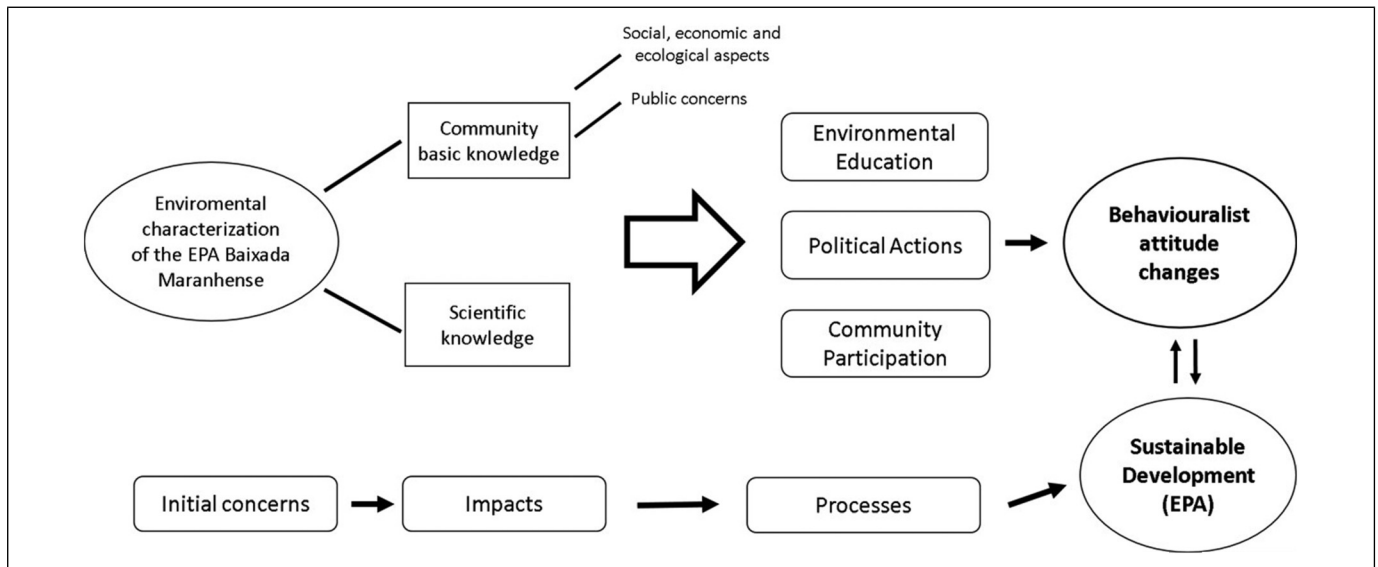 Social, economic and
ecological aspects
Public concerns
Community
basic knowledge
Enviromental
characterization
of the EPA Baixada
Maranhense
Scientific
knowledge
Environmental
Education
Political Actions
Community
Participation
Behaviouralist
attitude
changes
Initial concerns
Impacts
Processes
Sustainable
Development
(EPA)